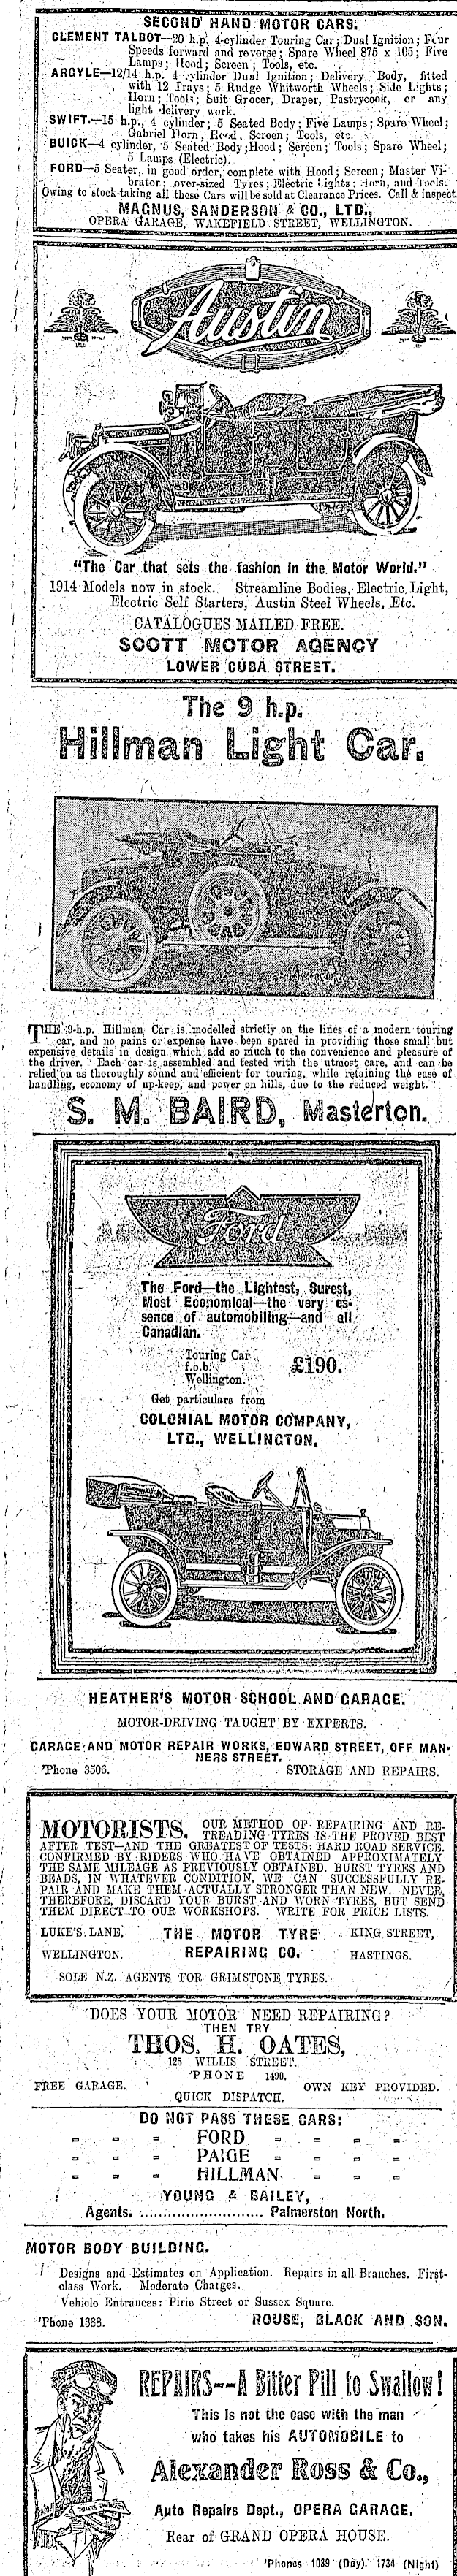 SECOND HAND MOTOR CARS.
CLEMENT TALBOT—20 h.p. 4-cylinder Touring Car; Dual Ignition; Four
Speeds forward and reverse; Spare Wheel 875 x 105; Five
Lamps; Hood; Screen; Tools, etc.
ARGYLE—12/14 h.p. 4 cylinder Dual Ignition; Delivery Body, fitted
with 12 Trays; 5 Rudge Whitworth Wheels; Side Lights;
Horn; Tools; Suit Grocer, Draper, Pastrycook, or any
light delivery work.
SWIFT.—15 h.p., 4 cylinder; 5 Seated Body; Five Lamps; Spare Wheel;
Gabriel Horn; Hood, Screen; Tools, etc.
BUICK—4 cylinder, 5 Seated Body; Hood; Screen; Tools; Spare Wheel;
5 Lamps (Electric).
FORD—5 Seater, in good order, complete with Hood; Screen; Master Vi-
brator; over-sized Tyres; Electric Lights; Horn, and Tools.
Owing to stock-taking all these Cars will be sold at Clearance Prices. Call & inspect
MAGNUS, SANDERSON & CO., LTD.,
OPERA GARAGE, WAKEFIELD STREET, WELLINGTON.
Austin
"The Car that sets the fashion in the Motor World."
1914 Models now in stock. Streamline Bodies, Electric Light,
Electric Self Starters, Austin Steel Wheels, Etc.
CATALOGUES MAILED FREE.
SCOTT MOTOR AGENCY
LOWER CUBA STREET.
The 9 h.p.
Hillman Light Car.
THE 9-h.p. Hillman Car is modelled strictly on the lines of a modern touring
car, and no pains or expense have been spared in providing those small but
expensive details in design which add so much to the convenience and pleasure of
the driver. Each car is assembled and tested with the utmost care, and can be
relied on as thoroughly sound and efficient for touring, while retaining the ease of
handling, economy of up-keep, and power on hills, due to the reduced weight.
S. M. BAIRD, Masterton.
Ford
The Ford—the Lightest, Surest,
Most Economical—the very es-
sence of automobiling—and all
Canadian.
Touring Car
f.o.b. £190.
Wellington.
Get particulars from
COLONIAL MOTOR COMPANY,
LTD., WELLINGTON.
HEATHER'S MOTOR SCHOOL AND GARAGE.
MOTOR-DRIVING TAUGHT BY EXPERTS.
GARAGE AND MOTOR REPAIR WORKS, EDWARD STREET, OFF MAN-
NERS STREET.
'Phone 3506. STORAGE AND REPAIRS.
MOTORISTS. OUR METHOD OF REPAIRING AND RE-
TREADING TYRES IS THE PROVED BEST
AFTER TEST—AND THE GREATEST OF TESTS: HARD ROAD SERVICE.
CONFIRMED BY RIDERS WHO HAVE OBTAINED APPROXIMATELY
THE SAME MILEAGE AS PREVIOUSLY OBTAINED. BURST TYRES AND
BEADS, IN WHATEVER CONDITION, WE CAN SUCCESSFULLY RE-
PAIR AND MAKE THEM ACTUALLY STRONGER THAN NEW. NEVER,
THEREFORE, DISCARD YOUR BURST AND WORN TYRES, BUT SEND
THEM DIRECT TO OUR WORKSHOPS. WRITE FOR PRICE LISTS.
LUKE'S LANE, THE MOTOR TYRE KING STREET,
WELLINGTON. REPAIRING CO. HASTINGS.
SOLE N.Z. AGENTS FOR GRIMSTONE TYRES.
DOES YOUR MOTOR NEED REPAIRING?
THEN TRY
THOS. H. OATES,
125 WILLIS STREET.
'PHONE 1490.
FREE GARAGE. OWN KEY PROVIDED.
QUICK DISPATCH.
DO NOT PASS THESE CARS:
- - - FORD - - - -
- - - PAIGE - - - -
- - - HILLMAN - - - -
YOUNG & BAILEY,
Agents. .......................... Palmerston North.
MOTOR BODY BUILDING.
Designs and Estimates on Application. Repairs in all Branches. First-
class Work. Moderate Charges.
Vehicle Entrances: Pirie Street or Sussex Square.
'Phone 1388. ROUSE, BLACK AND SON.
REPAIRS--A Bitter Pill to Swallow!
This is not the case with the man
who takes his AUTOMOBILE to
Alexander Ross & Co.,
Auto Repairs Dept., OPERA GARAGE.
Rear of GRAND OPERA HOUSE.
'Phones 1089 (Day). 1734 (Night)